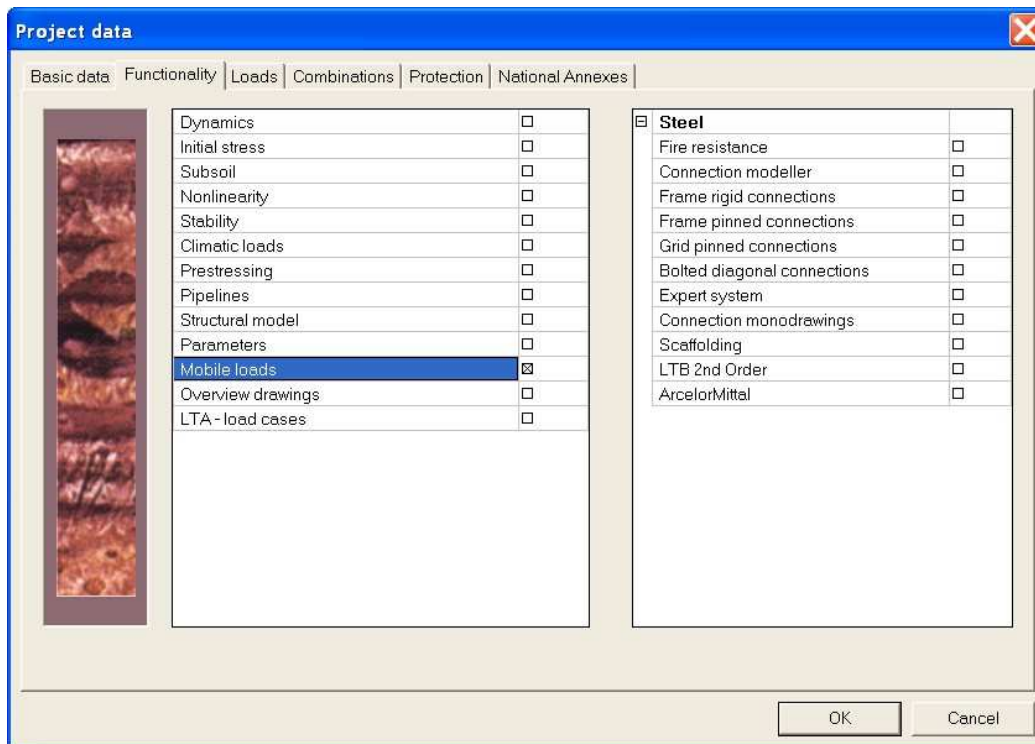 Project data
Basic data Functionality Loads Combinations Protection National Annexes
Dynamics
Initial stress
Subsoil
Nonlinearity
Stability
Climatic loads
Prestressing
Pipelines
Structural model
Parameters
Mobile loads
Overview drawings
LTA - load cases
Steel
Fire resistance
Connection modeller
Frame rigid connections
Frame pinned connections
Grid pinned connections
Bolted diagonal connections
Expert system
Connection monodrawings
Scaffolding
LTB 2nd Order
ArcelorMittal
OK Cancel